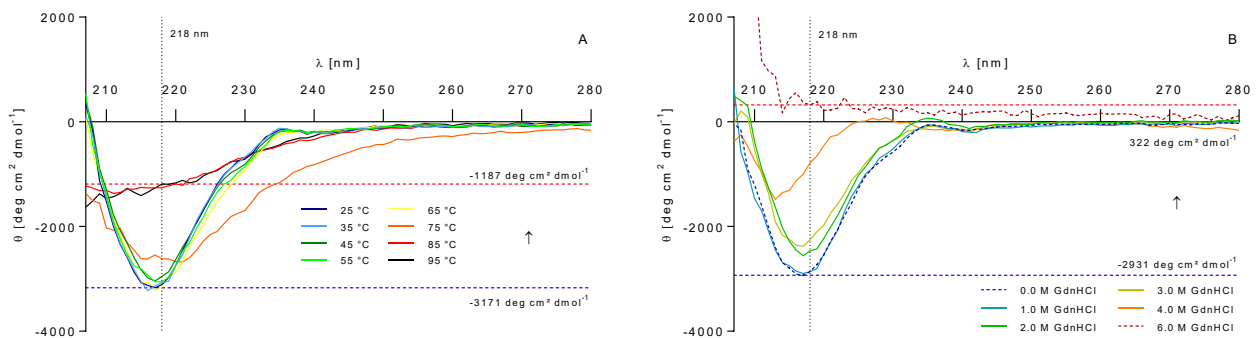 2000
218 nm
A
λ [nm]
210 220 230 240 250 260 270 280
0
-1187 deg cm² dmol⁻¹
θ [deg cm² dmol⁻¹]
25 °C 65 °C
35 °C 75 °C
-2000
45 °C 85 °C
↑
55 °C 95 °C
-3171 deg cm² dmol⁻¹
-4000
2000
218 nm
B
λ [nm]
210 220 230 240 250 260 270 280
0
322 deg cm² dmol⁻¹
θ [deg cm² dmol⁻¹]
↑
-2000
-2931 deg cm² dmol⁻¹
0.0 M GdnHCl 3.0 M GdnHCl
1.0 M GdnHCl 4.0 M GdnHCl
2.0 M GdnHCl 6.0 M GdnHCl
-4000